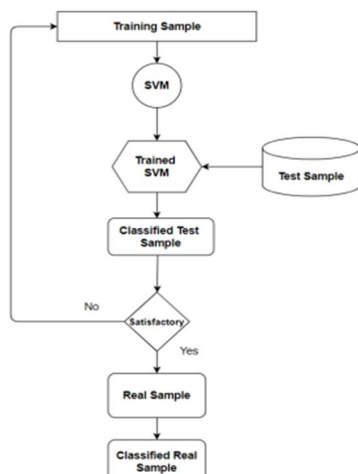 Training Sample
SVM
Trained
SVM
Test Sample
Classified Test
Sample
No
Satisfactory
Yes
Real Sample
Classified Real
Sample